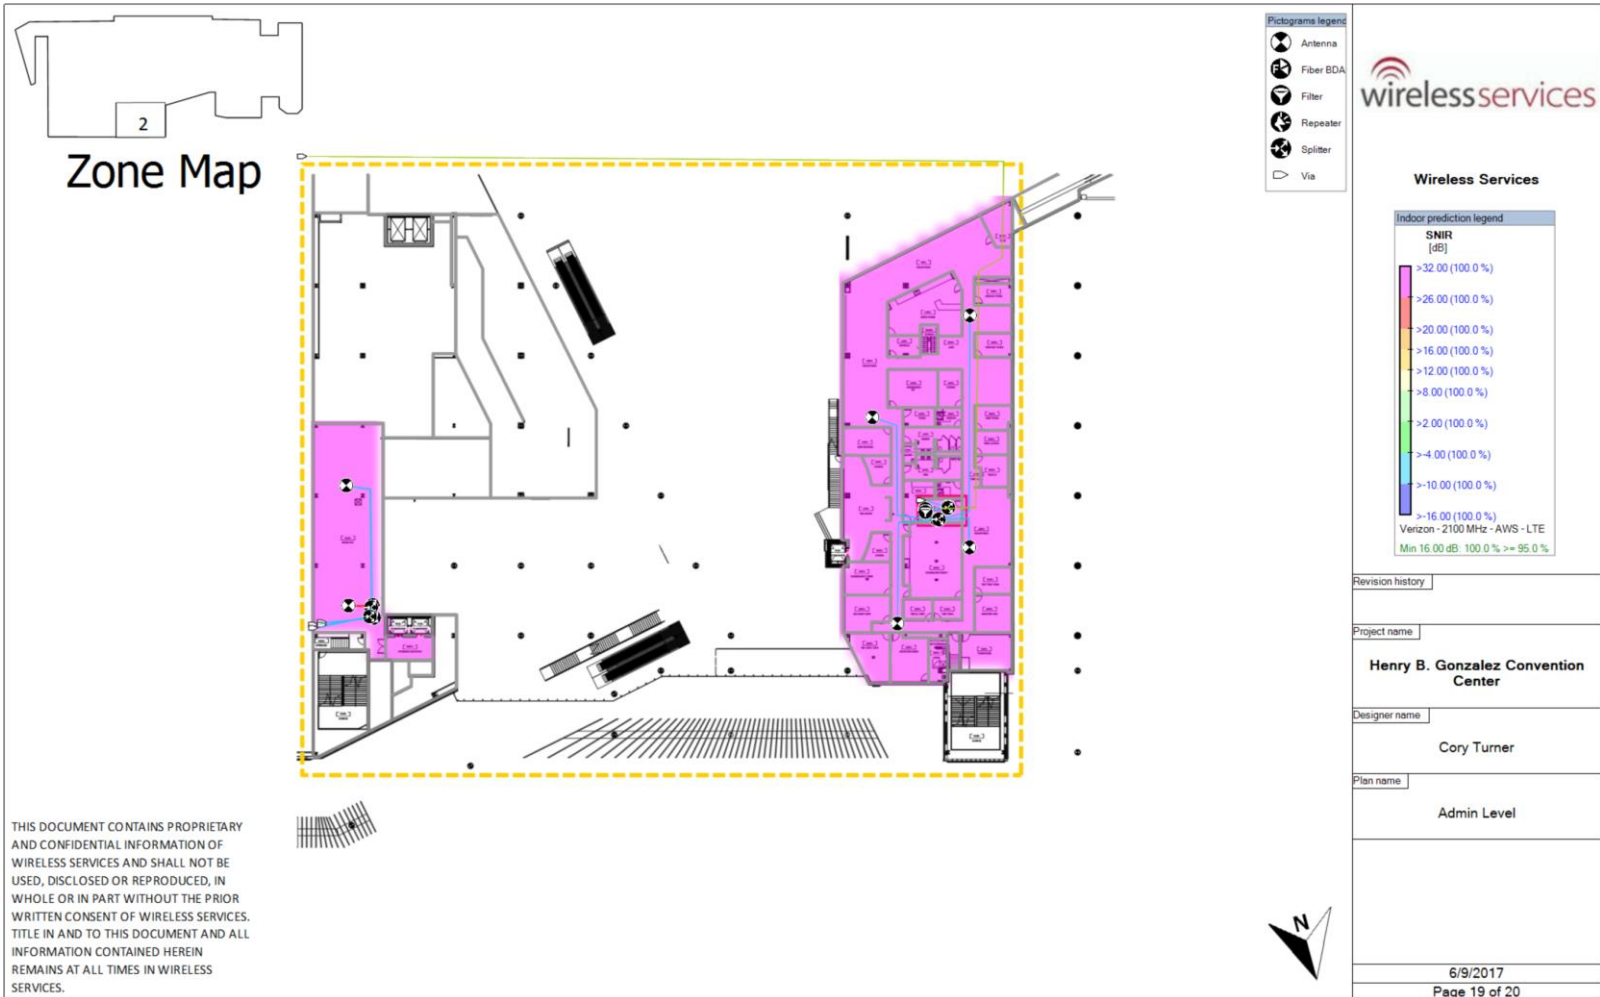 2
Zone Map
Pictograms legend
Antenna
Fiber BDA
Filter
Repeater
Splitter
Via
wirelessservices
Wireless Services
Indoor prediction legend
SNIR
[dB]
>32.00 (100.0 %)
>26.00 (100.0 %)
>20.00 (100.0 %)
>16.00 (100.0 %)
>12.00 (100.0 %)
>8.00 (100.0 %)
>2.00 (100.0 %)
>-4.00 (100.0 %)
>-10.00 (100.0 %)
>-16.00 (100.0 %)
Verizon - 2100 MHz - AWS - LTE
Min 16.00 dB: 100.0 % >= 95.0 %
Revision history
Project name
Henry B. Gonzalez Convention
Center
Designer name
Cory Turner
Plan name
Admin Level
THIS DOCUMENT CONTAINS PROPRIETARY
AND CONFIDENTIAL INFORMATION OF
WIRELESS SERVICES AND SHALL NOT BE
USED, DISCLOSED OR REPRODUCED, IN
WHOLE OR IN PART WITHOUT THE PRIOR
WRITTEN CONSENT OF WIRELESS SERVICES.
TITLE IN AND TO THIS DOCUMENT AND ALL
INFORMATION CONTAINED HEREIN
REMAINS AT ALL TIMES IN WIRELESS
SERVICES.
N
6/9/2017
Page 19 of 20